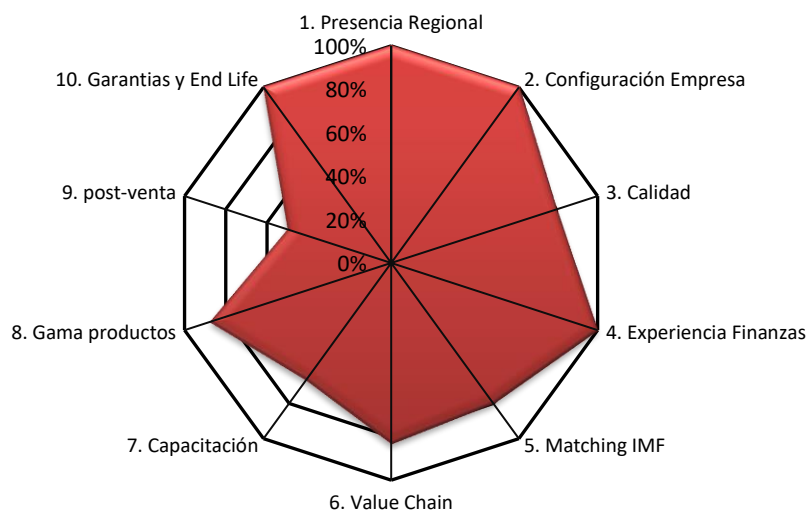 1. Presencia Regional
100%
10. Garantias y End Life
2. Configuración Empresa
80%
60%
9. post-venta
3. Calidad
40%
20%
0%
8. Gama productos
4. Experiencia Finanzas
7. Capacitación
5. Matching IMF
6. Value Chain